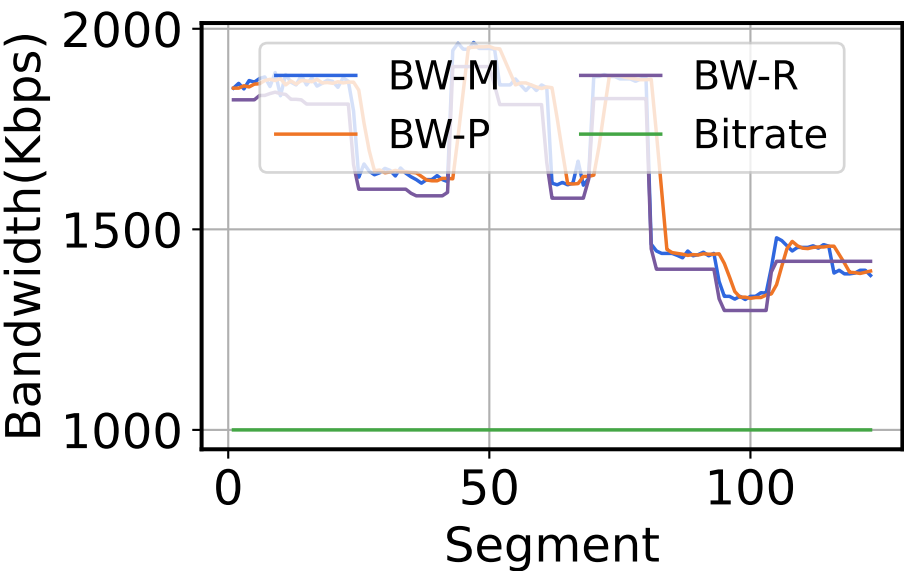 Bandwidth(Kbps)
2000
1500
1000
BW-M
BW-P
BW-R
Bitrate
0 50 100
Segment